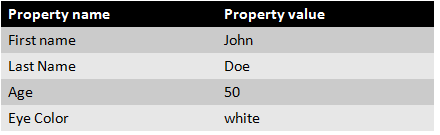 Property name Property value
First name John
Last Name Doe
Age 50
Eye Color white